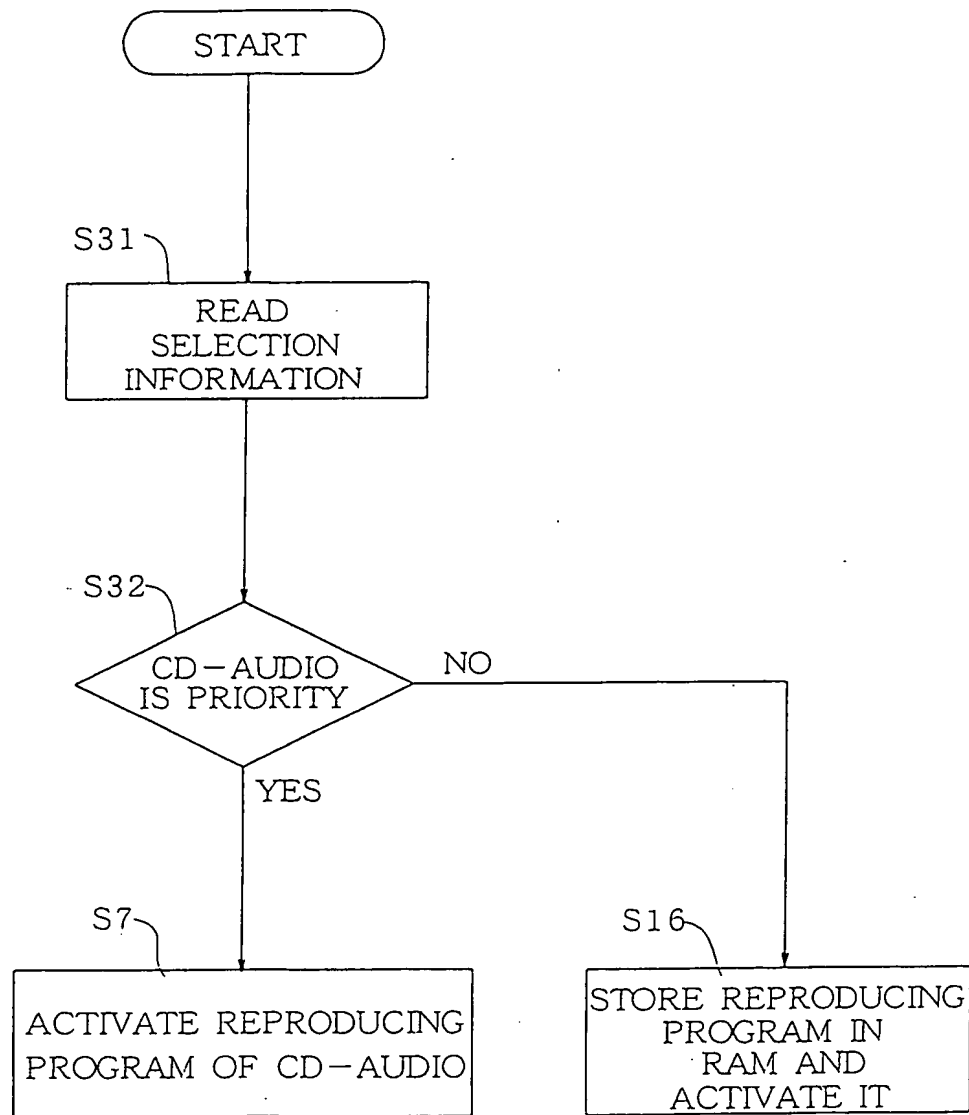 START
S31
READ
SELECTION
INFORMATION
S32
CD-AUDIO
IS PRIORITY
NO
YES
S7
ACTIVATE REPRODUCING
PROGRAM OF CD-AUDIO
S16
STORE REPRODUCING
PROGRAM IN
RAM AND
ACTIVATE IT